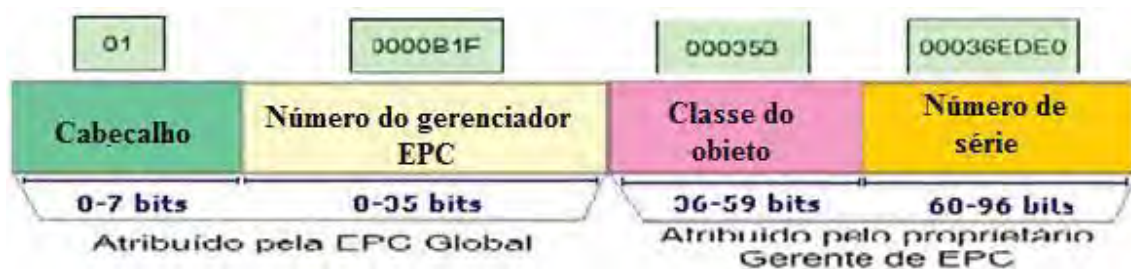 01 0000B1F 000353 00036EDE0
Cabecalho Número do gerenciador EPC Classe do obieto Número de série
0-7 bits 0-35 bits 36-59 bits 60-96 bits
Atribuído pela EPC Global Atribuído pelo proprietário
Gerente de EPC